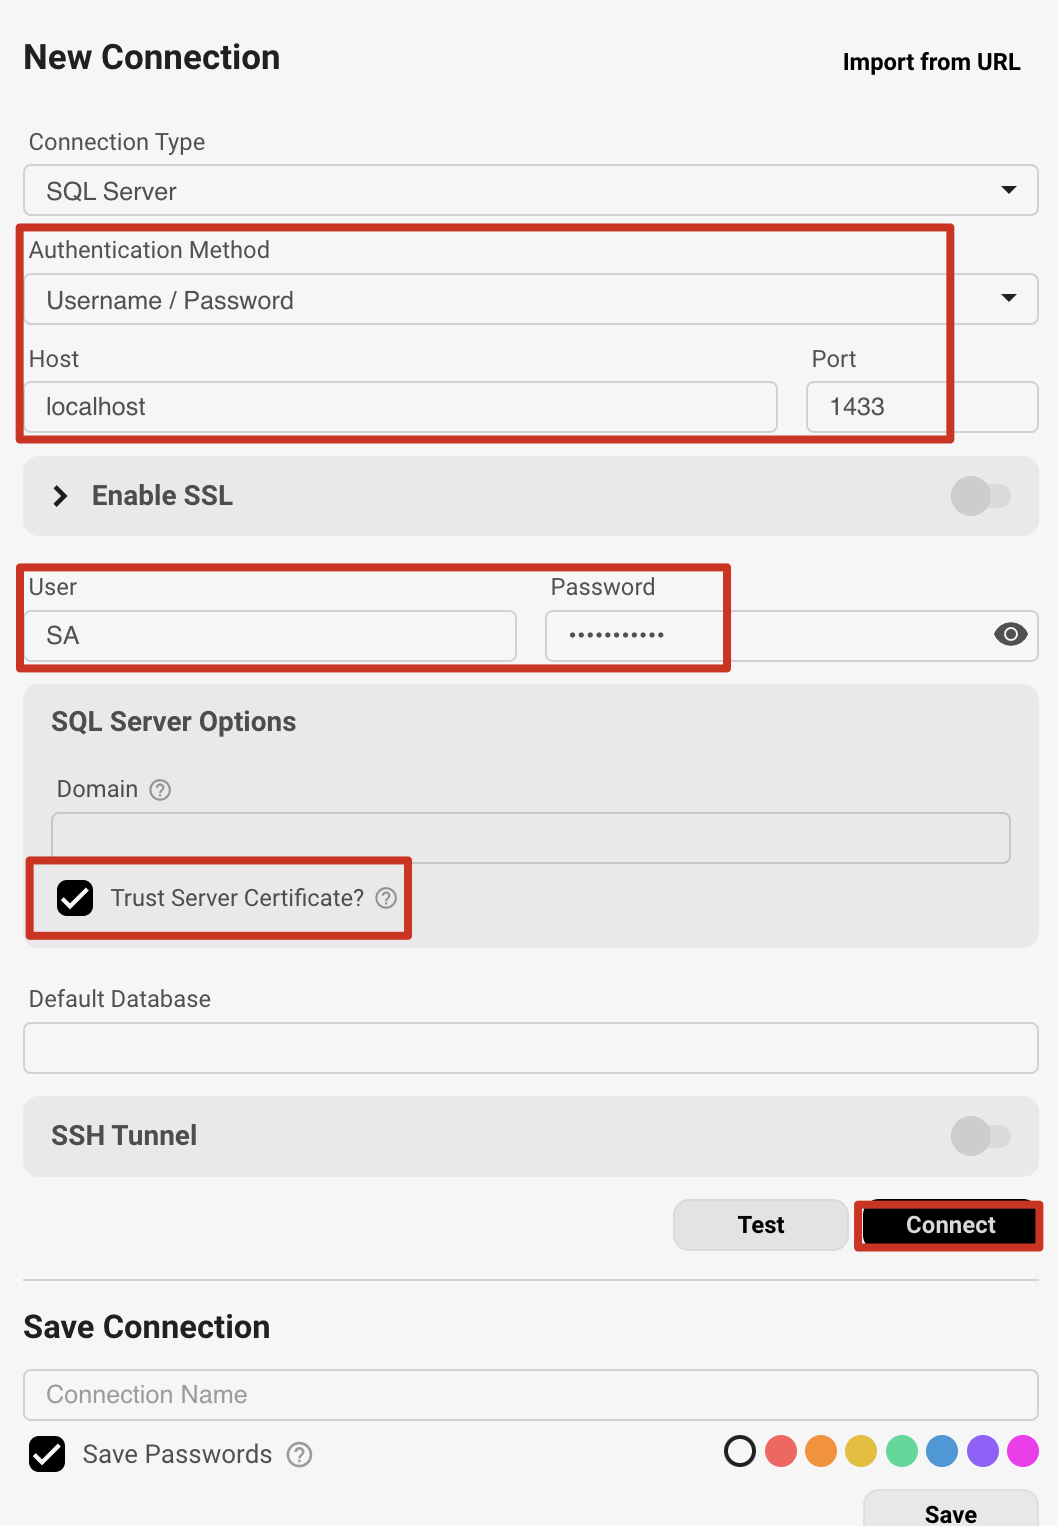 New Connection
Import from URL
Connection Type
SQL Server
Authentication Method
Username / Password
Host
Port
localhost
1433
Enable SSL
User
Password
SA
•••••••••••
SQL Server Options
Domain ?
Trust Server Certificate? ?
Default Database
SSH Tunnel
Test
Connect
Save Connection
Connection Name
Save Passwords ?
Save